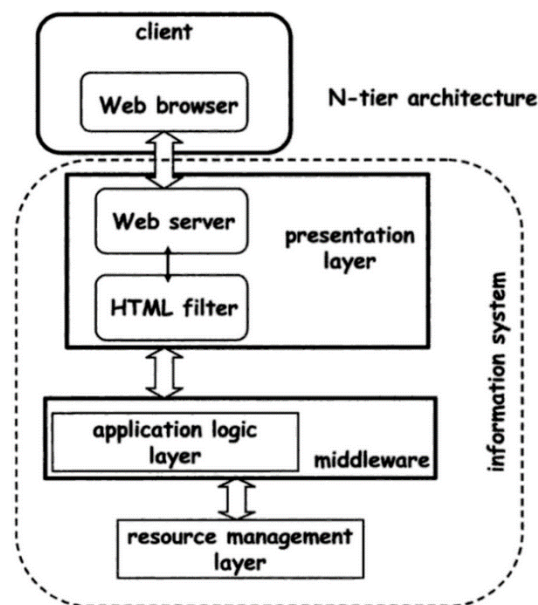 client
Web browser
N-tier architecture
Web server
presentation
layer
HTML filter
information system
application logic
layer
middleware
resource management
layer